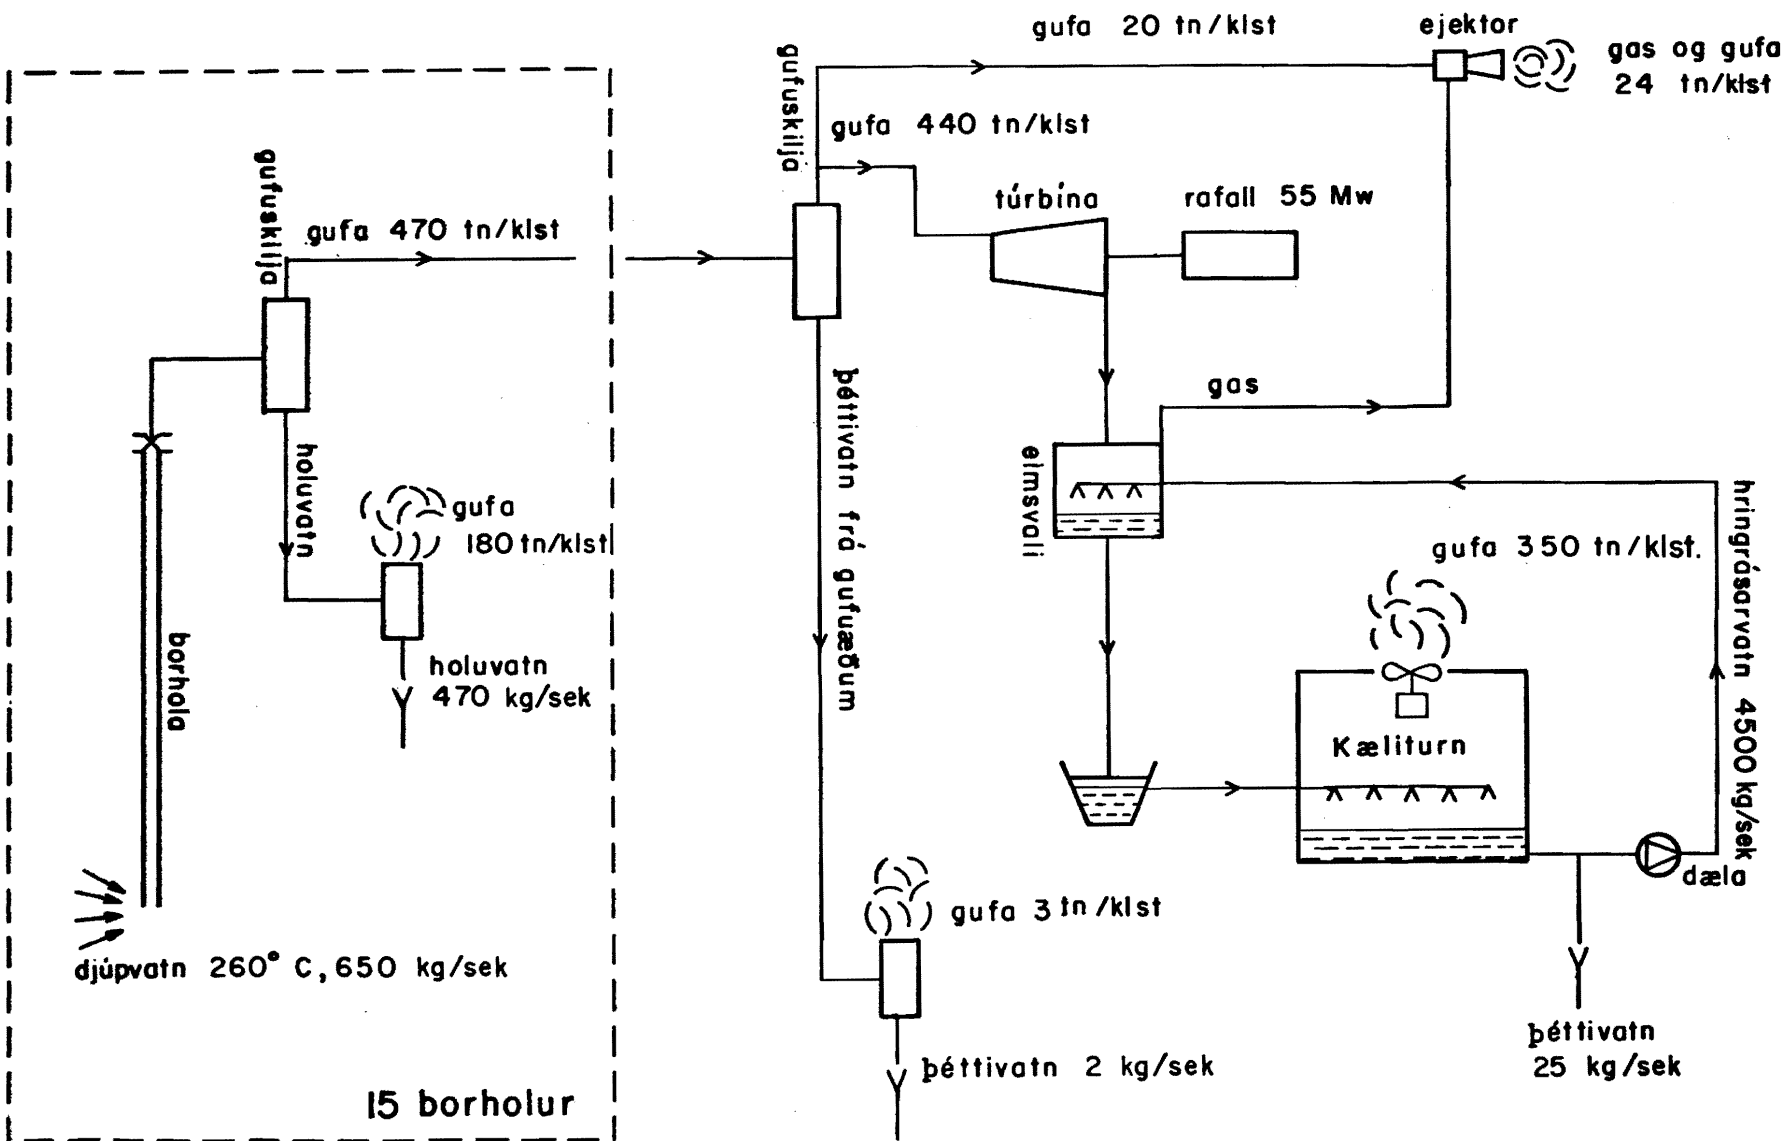 gufa 20 tn/klst
ejektor
gas og gufa
24 tn/klst
gufuskilja
gufa 440 tn/klst
túrbína
rafall 55 Mw
gufuskilja
gufa 470 tn/klst
gas
þéttivatn frá gufuæðum
eimsvali
holuvatn
gufa
180 tn/klst
hringrásarvatn 4500 kg/sek
gufa 350 tn/klst.
borhola
holuvatn
470 kg/sek
Kæliturn
dæla
gufa 3 tn/klst
djúpvatn 260° C, 650 kg/sek
þéttivatn
25 kg/sek
þéttivatn 2 kg/sek
15 borholur